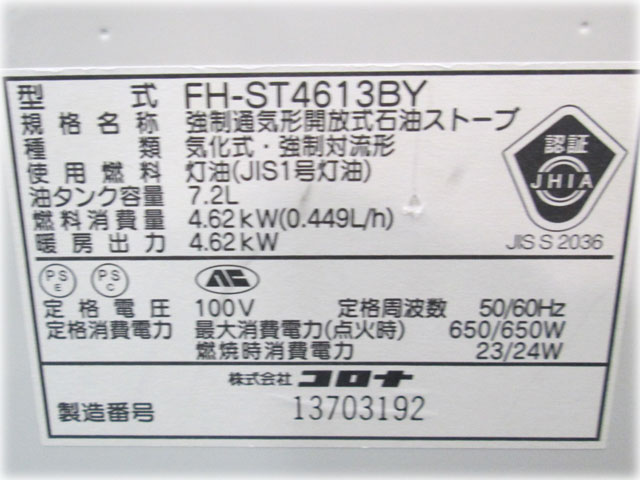 型式 FH-ST4613BY
規格名称 強制通気形開放式石油ストーブ
種類 気化式・強制対流形
使用燃料 灯油(JIS1号灯油)
油タンク容量 7.2L
燃料消費量 4.62kW(0.449L/h)
暖房出力 4.62kW
認証
JHIA
JIS S 2036
PS
E
PS
C
定格電圧 100V 定格周波数 50/60Hz
定格消費電力 最大消費電力(点火時) 650/650W
燃焼時消費電力 23/24W
株式会社 コロナ
製造番号 13703192